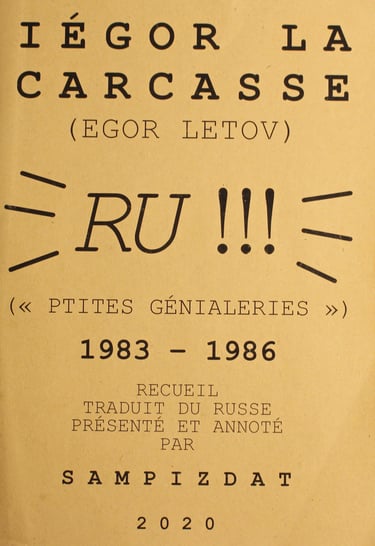 IÉGOR LA
CARCASSE
(EGOR LETOV)
RU !!!
(« PTITES GÉNIALERIES »)
1983 – 1986
RECUEIL
TRADUIT DU RUSSE
PRÉSENTÉ ET ANNOTÉ
PAR
SAMPIZDAT
2020